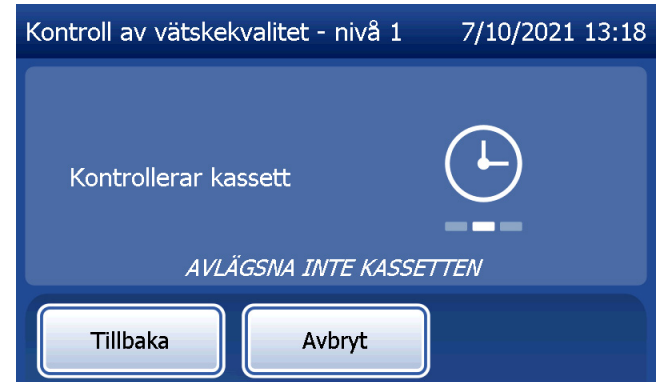 Kontroll av vätskekvalitet - nivå 1 7/10/2021 13:18
Kontrollerar kassett
AVLÄGSNA INTE KASSETTEN
Tillbaka Avbryt